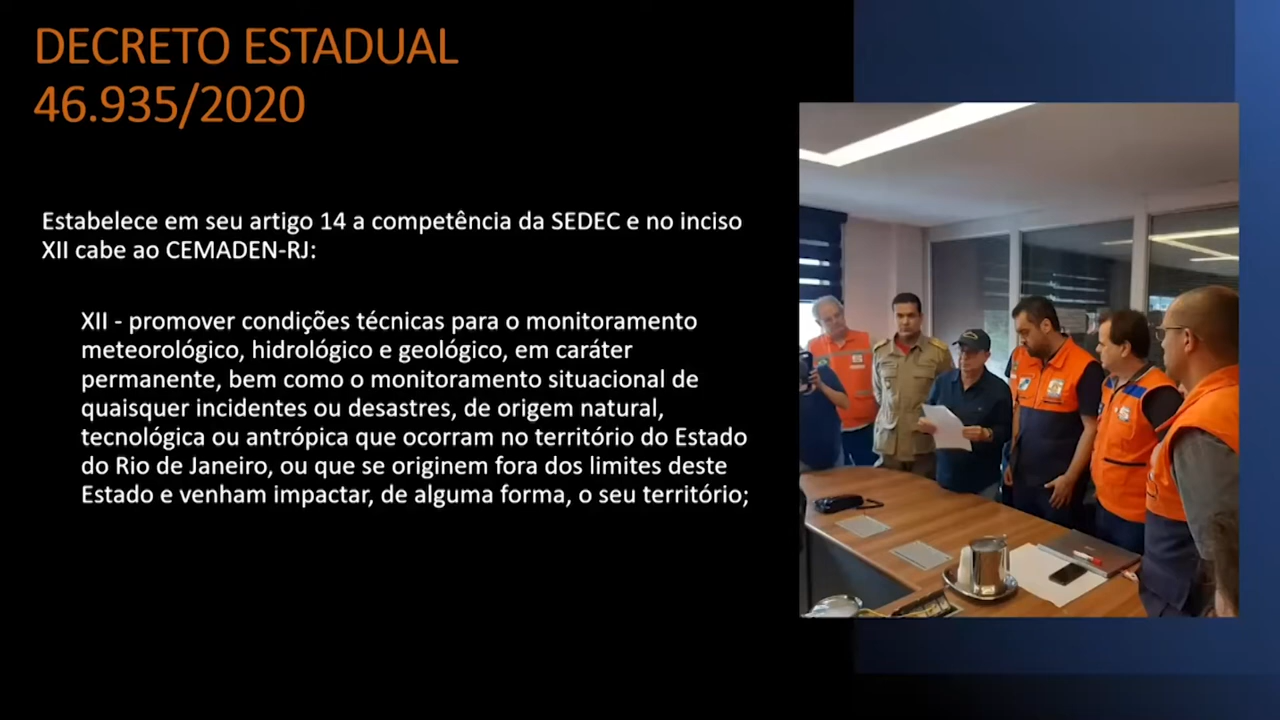 DECRETO ESTADUAL
46.935/2020
Estabelece em seu artigo 14 a competência da SEDEC e no inciso
XII cabe ao CEMADEN-RJ:
XII - promover condições técnicas para o monitoramento
meteorológico, hidrológico e geológico, em caráter
permanente, bem como o monitoramento situacional de
quaisquer incidentes ou desastres, de origem natural,
tecnológica ou antrópica que ocorram no território do Estado
do Rio de Janeiro, ou que se originem fora dos limites deste
Estado e venham impactar, de alguma forma, o seu território;